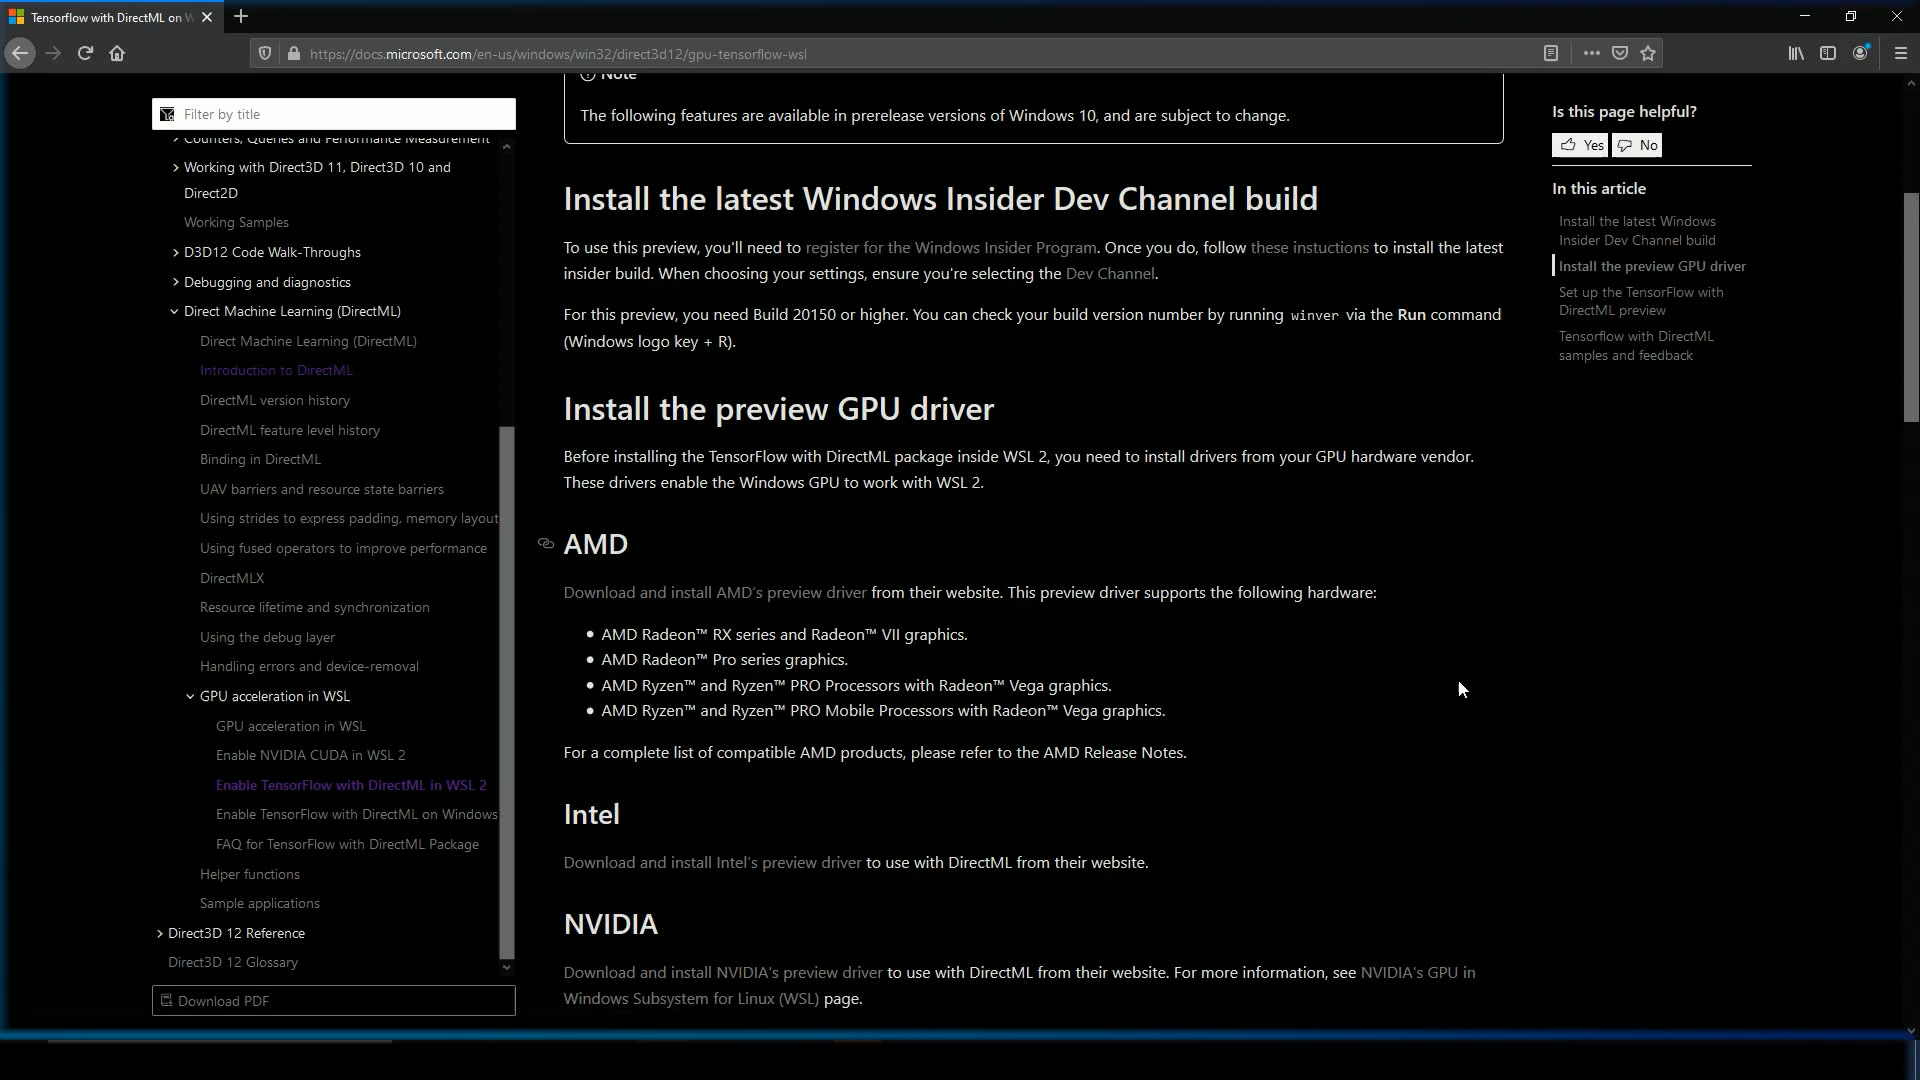 Tensorflow with DirectML on W
https://docs.microsoft.com/en-us/windows/win32/direct3d12/gpu-tensorflow-wsl
Filter by title
Counters, Queries and Performance Measurement
Working with Direct3D 11, Direct3D 10 and
Direct2D
Working Samples
D3D12 Code Walk-Throughs
Debugging and diagnostics
Direct Machine Learning (DirectML)
Direct Machine Learning (DirectML)
Introduction to DirectML
DirectML version history
DirectML feature level history
Binding in DirectML
UAV barriers and resource state barriers
Using strides to express padding, memory layout
Using fused operators to improve performance
DirectMLX
Resource lifetime and synchronization
Using the debug layer
Handling errors and device-removal
GPU acceleration in WSL
GPU acceleration in WSL
Enable NVIDIA CUDA in WSL 2
Enable TensorFlow with DirectML in WSL 2
Enable TensorFlow with DirectML on Windows
FAQ for TensorFlow with DirectML Package
Helper functions
Sample applications
Direct3D 12 Reference
Direct3D 12 Glossary
Download PDF
Note
The following features are available in prerelease versions of Windows 10, and are subject to change.
Install the latest Windows Insider Dev Channel build
To use this preview, you'll need to register for the Windows Insider Program. Once you do, follow these instuctions to install the latest
insider build. When choosing your settings, ensure you're selecting the Dev Channel.
For this preview, you need Build 20150 or higher. You can check your build version number by running winver via the Run command
(Windows logo key + R).
Install the preview GPU driver
Before installing the TensorFlow with DirectML package inside WSL 2, you need to install drivers from your GPU hardware vendor.
These drivers enable the Windows GPU to work with WSL 2.
AMD
Download and install AMD's preview driver from their website. This preview driver supports the following hardware:
• AMD Radeon™ RX series and Radeon™ VII graphics.
• AMD Radeon™ Pro series graphics.
• AMD Ryzen™ and Ryzen™ PRO Processors with Radeon™ Vega graphics.
• AMD Ryzen™ and Ryzen™ PRO Mobile Processors with Radeon™ Vega graphics.
For a complete list of compatible AMD products, please refer to the AMD Release Notes.
Intel
Download and install Intel's preview driver to use with DirectML from their website.
NVIDIA
Download and install NVIDIA's preview driver to use with DirectML from their website. For more information, see NVIDIA's GPU in
Windows Subsystem for Linux (WSL) page.
Is this page helpful?
Yes No
In this article
Install the latest Windows
Insider Dev Channel build
Install the preview GPU driver
Set up the TensorFlow with
DirectML preview
Tensorflow with DirectML
samples and feedback